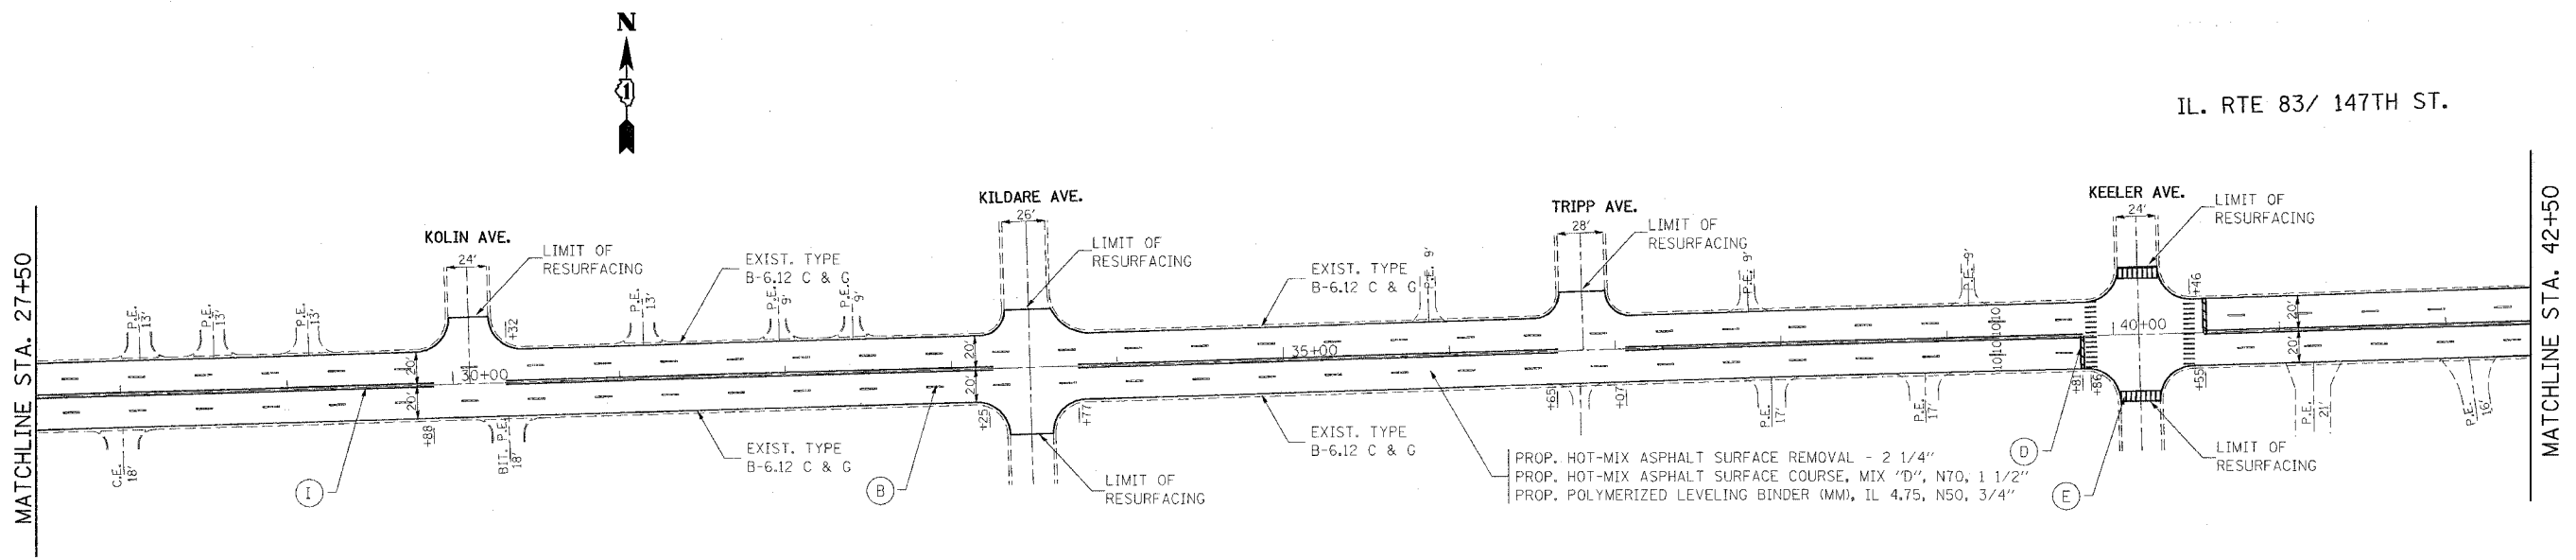 N
1
IL. RTE 83/ 147TH ST.
MATCHLINE STA. 27+50
MATCHLINE STA. 42+50
KOLIN AVE.
24'
LIMIT OF
RESURFACING
KILDARE AVE.
26'
LIMIT OF
RESURFACING
TRIPP AVE.
28'
LIMIT OF
RESURFACING
KEELER AVE.
24'
LIMIT OF
RESURFACING
EXIST. TYPE
B-6.12 C & G
EXIST. TYPE
B-6.12 C & G
P.E.
13'
P.E.
13'
P.E.
13'
P.E.
13'
P.E.
9'
P.E.
9'
P.E. 9'
P.E. 9'
P.E. 9'
+32
+46
20'
20'
30+00
20'
20'
35+00
10
10
10
10
40+00
20'
20'
C.E.
18'
+88
BIT. P.E.
18'
+25
+77
+65
+07
P.E.
17'
P.E.
17'
+81
+86
+55
P.E.
21'
P.E.
16'
I
EXIST. TYPE
B-6.12 C & G
B
LIMIT OF
RESURFACING
EXIST. TYPE
B-6.12 C & G
PROP. HOT-MIX ASPHALT SURFACE REMOVAL - 2 1/4"
PROP. HOT-MIX ASPHALT SURFACE COURSE, MIX "D", N70, 1 1/2"
PROP. POLYMERIZED LEVELING BINDER (MM), IL 4.75, N50, 3/4"
D
E
LIMIT OF
RESURFACING